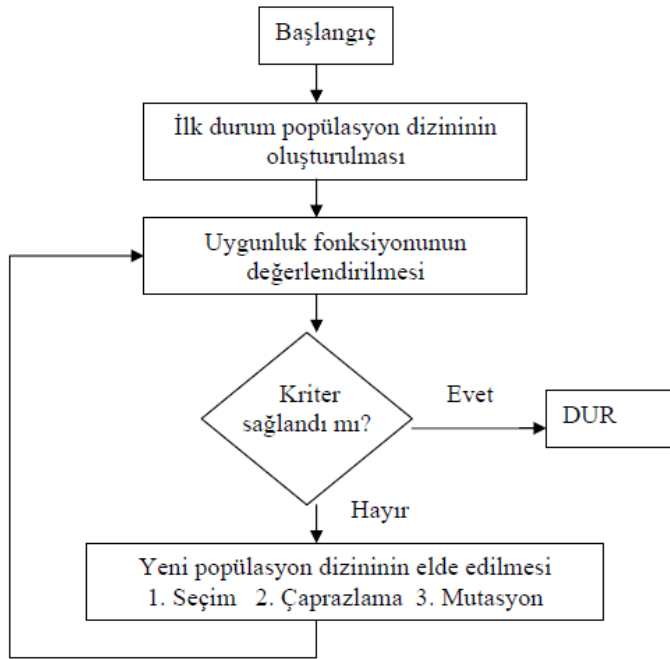 Başlangıç
İlk durum popülasyon dizininin
oluşturulması
Uygunluk fonksiyonunun
değerlendirilmesi
Kriter
sağlandı mı?
Evet
DUR
Hayır
Yeni popülasyon dizininin elde edilmesi
1. Seçim 2. Çaprazlama 3. Mutasyon